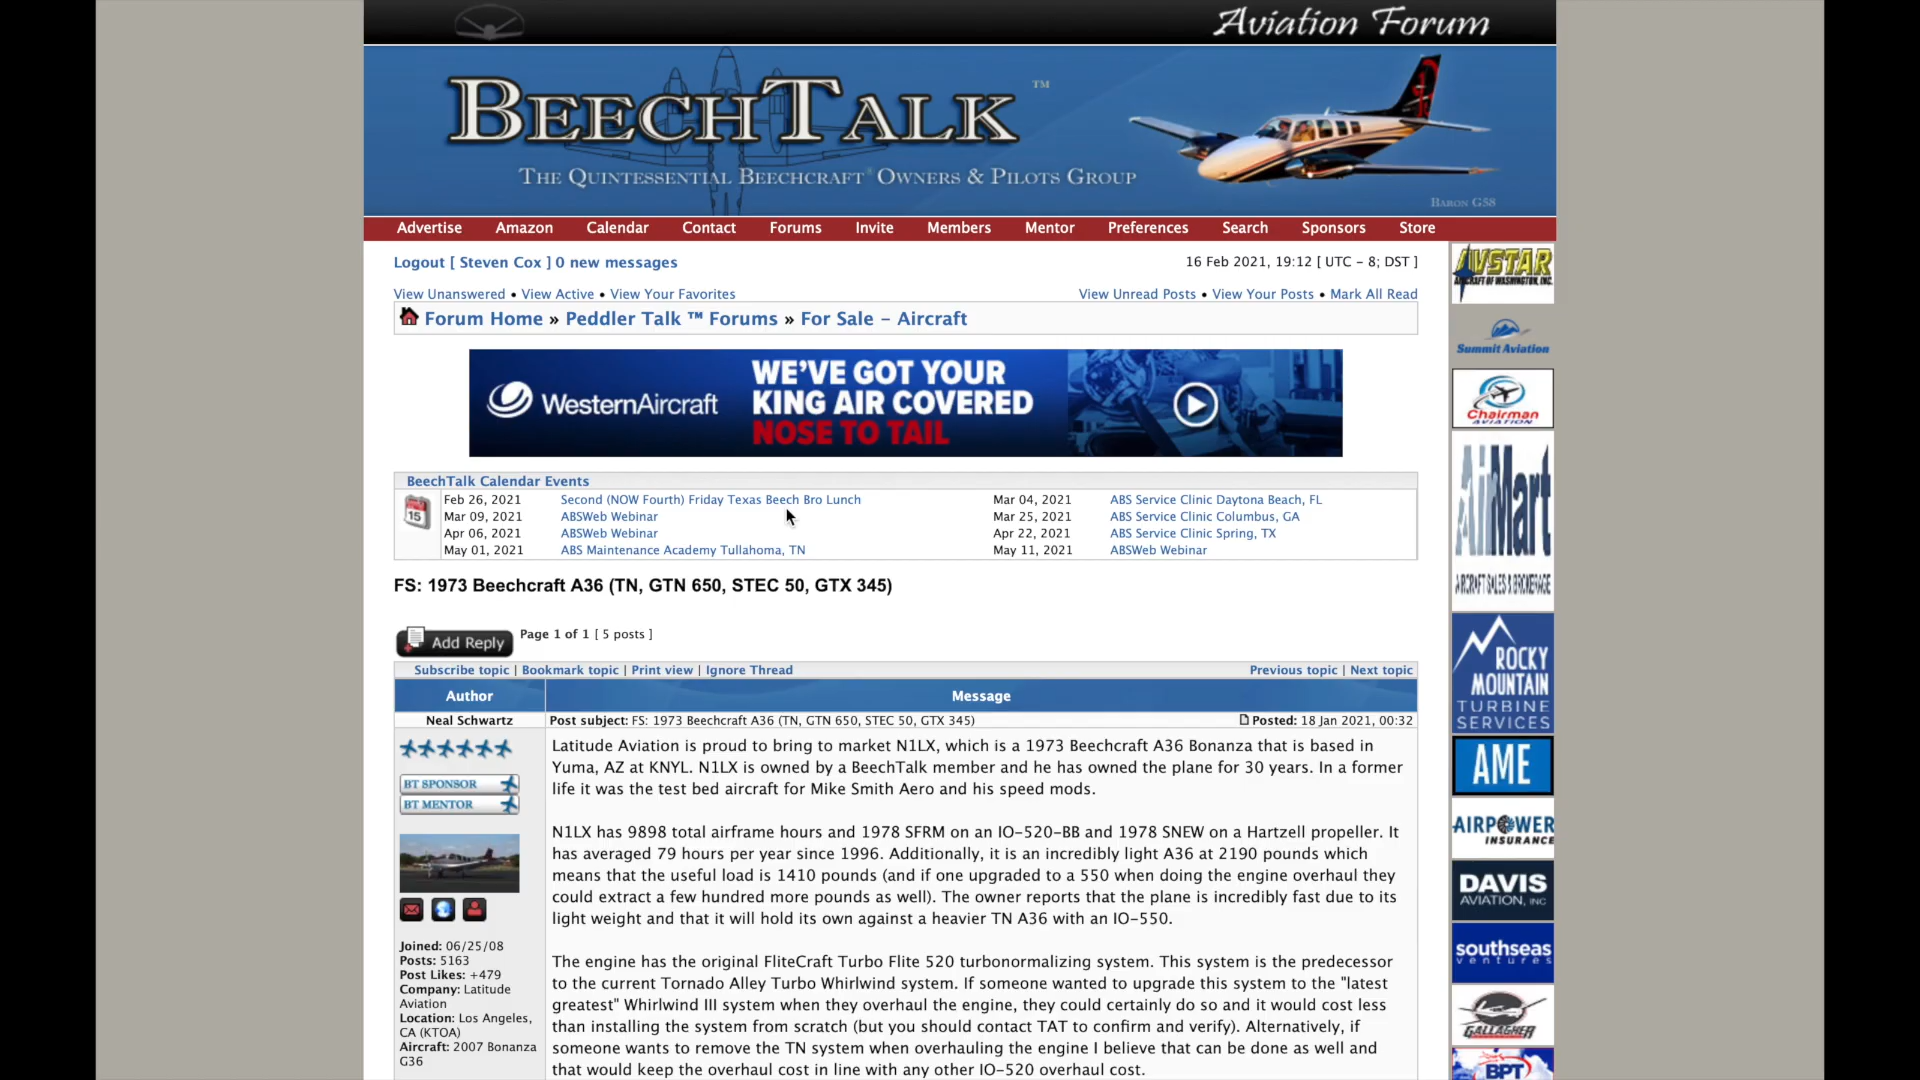 Aviation Forum
BEECHTALK ™
THE QUINTESSENTIAL BEECHCRAFT® OWNERS & PILOTS GROUP
BARON G58
Advertise Amazon Calendar Contact Forums Invite Members Mentor Preferences Search Sponsors Store
Logout [ Steven Cox ] 0 new messages
16 Feb 2021, 19:12 [ UTC - 8; DST ]
View Unanswered • View Active • View Your Favorites
View Unread Posts • View Your Posts • Mark All Read
Forum Home » Peddler Talk ™ Forums » For Sale - Aircraft
WesternAircraft
WE'VE GOT YOUR
KING AIR COVERED
NOSE TO TAIL
BeechTalk Calendar Events
15
Feb 26, 2021 Second (NOW Fourth) Friday Texas Beech Bro Lunch Mar 04, 2021 ABS Service Clinic Daytona Beach, FL
Mar 09, 2021 ABSWeb Webinar Mar 25, 2021 ABS Service Clinic Columbus, GA
Apr 06, 2021 ABSWeb Webinar Apr 22, 2021 ABS Service Clinic Spring, TX
May 01, 2021 ABS Maintenance Academy Tullahoma, TN May 11, 2021 ABSWeb Webinar
FS: 1973 Beechcraft A36 (TN, GTN 650, STEC 50, GTX 345)
Add Reply
Page 1 of 1 [ 5 posts ]
Subscribe topic | Bookmark topic | Print view | Ignore Thread
Previous topic | Next topic
Author Message
Neal Schwartz
Post subject: FS: 1973 Beechcraft A36 (TN, GTN 650, STEC 50, GTX 345)
Posted: 18 Jan 2021, 00:32
BT SPONSOR
BT MENTOR
Joined: 06/25/08
Posts: 5163
Post Likes: +479
Company: Latitude
Aviation
Location: Los Angeles,
CA (KTOA)
Aircraft: 2007 Bonanza
G36
Latitude Aviation is proud to bring to market N1LX, which is a 1973 Beechcraft A36 Bonanza that is based in
Yuma, AZ at KNYL. N1LX is owned by a BeechTalk member and he has owned the plane for 30 years. In a former
life it was the test bed aircraft for Mike Smith Aero and his speed mods.
N1LX has 9898 total airframe hours and 1978 SFRM on an IO-520-BB and 1978 SNEW on a Hartzell propeller. It
has averaged 79 hours per year since 1996. Additionally, it is an incredibly light A36 at 2190 pounds which
means that the useful load is 1410 pounds (and if one upgraded to a 550 when doing the engine overhaul they
could extract a few hundred more pounds as well). The owner reports that the plane is incredibly fast due to its
light weight and that it will hold its own against a heavier TN A36 with an IO-550.
The engine has the original FliteCraft Turbo Flite 520 turbonormalizing system. This system is the predecessor
to the current Tornado Alley Turbo Whirlwind system. If someone wanted to upgrade this system to the "latest
greatest" Whirlwind III system when they overhaul the engine, they could certainly do so and it would cost less
than installing the system from scratch (but you should contact TAT to confirm and verify). Alternatively, if
someone wants to remove the TN system when overhauling the engine I believe that can be done as well and
that would keep the overhaul cost in line with any other IO-520 overhaul cost.
AVSTAR
AIRCRAFT OF WASHINGTON, INC.
Summit Aviation
Chairman
AVIATION
AirMart
AIRCRAFT SALES & BROKERAGE
ROCKY
MOUNTAIN
TURBINE
SERVICES
AME
AIRPOWER
INSURANCE
DAVIS
AVIATION, INC
southseas
ventures
GALLAGHER
BPT